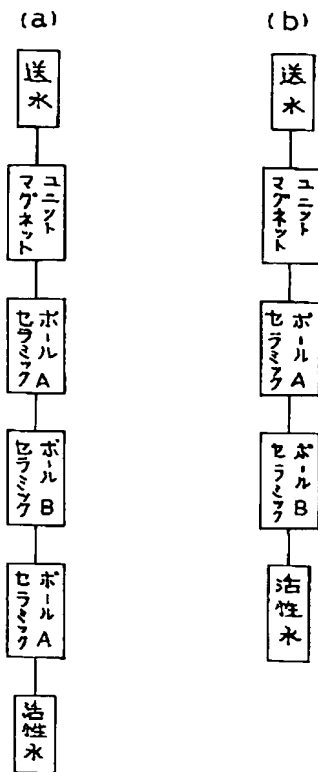 (a)
送水
マグネット
ユニット
セラミック
ボールA
セラミック
ボールB
セラミック
ボールA
活性水
(b)
送水
マグネット
ユニット
セラミック
ボールA
セラミック
ボールB
活性水